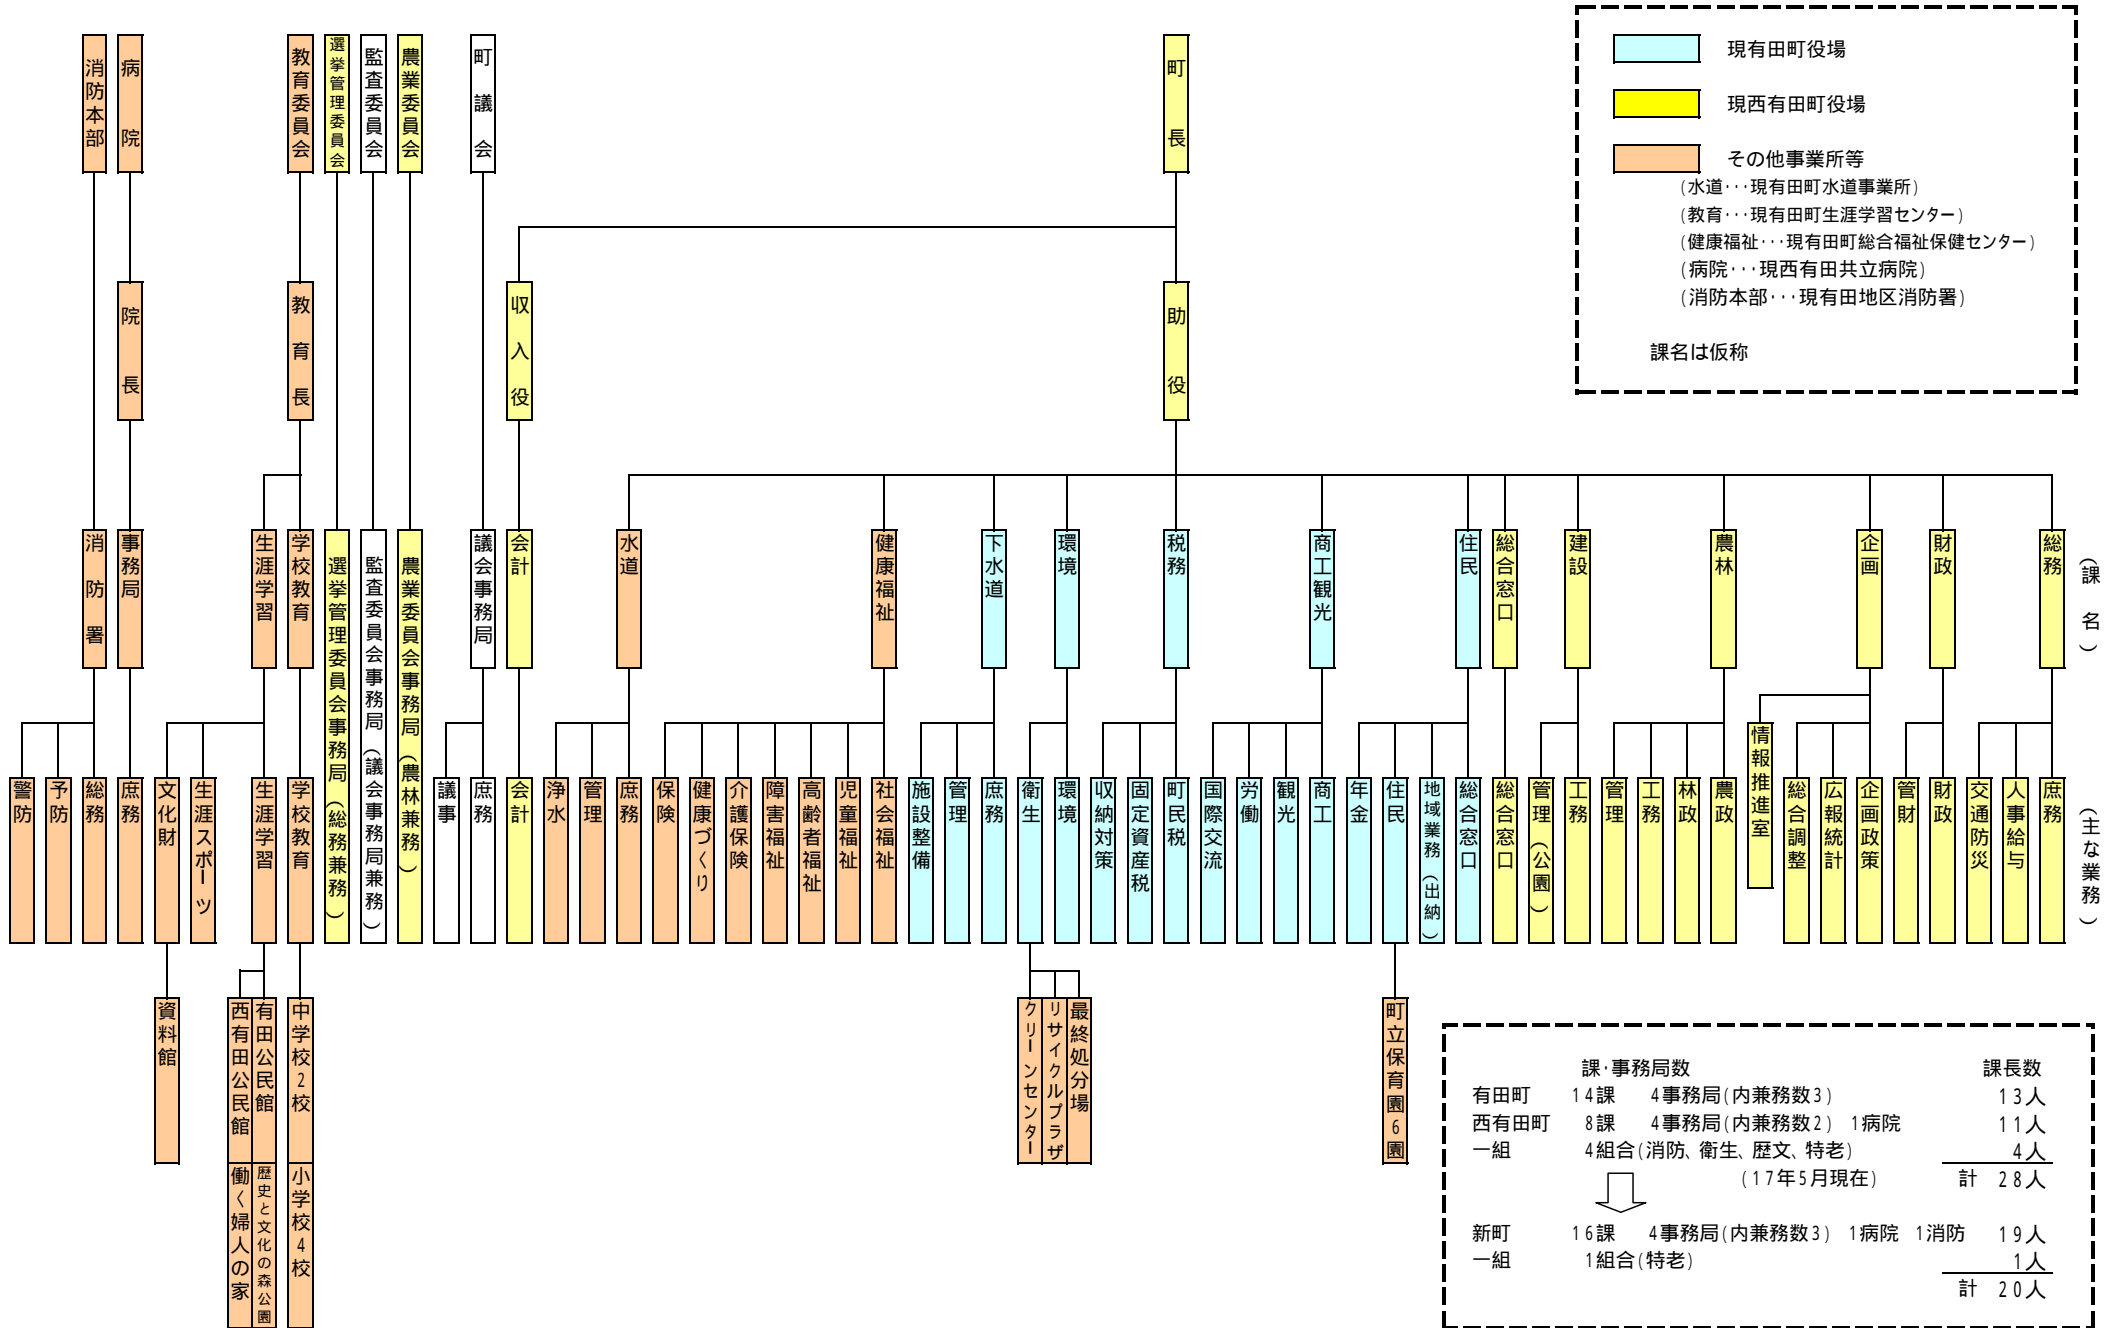 現有田町役場
現西有田町役場
その他事業所等
(水道･･･現有田町水道事業所)
(教育･･･現有田町生涯学習センター)
(健康福祉･･･現有田町総合福祉保健センター)
(病院･･･現西有田共立病院)
(消防本部･･･現有田地区消防署)
課名は仮称
消防本部
病院
教育委員会
選挙管理委員会
監査委員会
農業委員会
町議会
町長
院長
教育長
収入役
助役
消防署
事務局
生涯学習
学校教育
選挙管理委員会事務局(総務兼務)
監査委員会事務局(議会事務局兼務)
農業委員会事務局(農林兼務)
議会事務局
会計
水道
健康福祉
下水道
環境
税務
商工観光
住民
総合窓口
建設
農林
企画
財政
総務
(課名)
警防
予防
総務
庶務
文化財
生涯スポーツ
生涯学習
学校教育
議事
庶務
会計
浄水
管理
庶務
保険
健康づくり
介護保険
障害福祉
高齢者福祉
児童福祉
社会福祉
施設整備
管理
庶務
衛生
環境
収納対策
固定資産税
町民税
国際交流
労働
観光
商工
年金
住民
地域業務(出納)
総合窓口
総合窓口
管理(公園)
工務
管理
工務
林政
農政
情報推進室
総合調整
広報統計
企画政策
管財
財政
交通防災
人事給与
庶務
(主な業務)
資料館
西有田公民館
有田公民館
中学校2校
クリーンセンター
リサイクルプラザ
最終処分場
町立保育園6園
働く婦人の家
歴史と文化の森公園
小学校4校
課･事務局数 課長数
有田町 14課 4事務局(内兼務数3) 13人
西有田町 8課 4事務局(内兼務数2) 1病院 11人
一組 4組合(消防、衛生、歴文、特老) 4人
(17年5月現在) 計 28人
新町 16課 4事務局(内兼務数3) 1病院 1消防 19人
一組 1組合(特老) 1人
計 20人